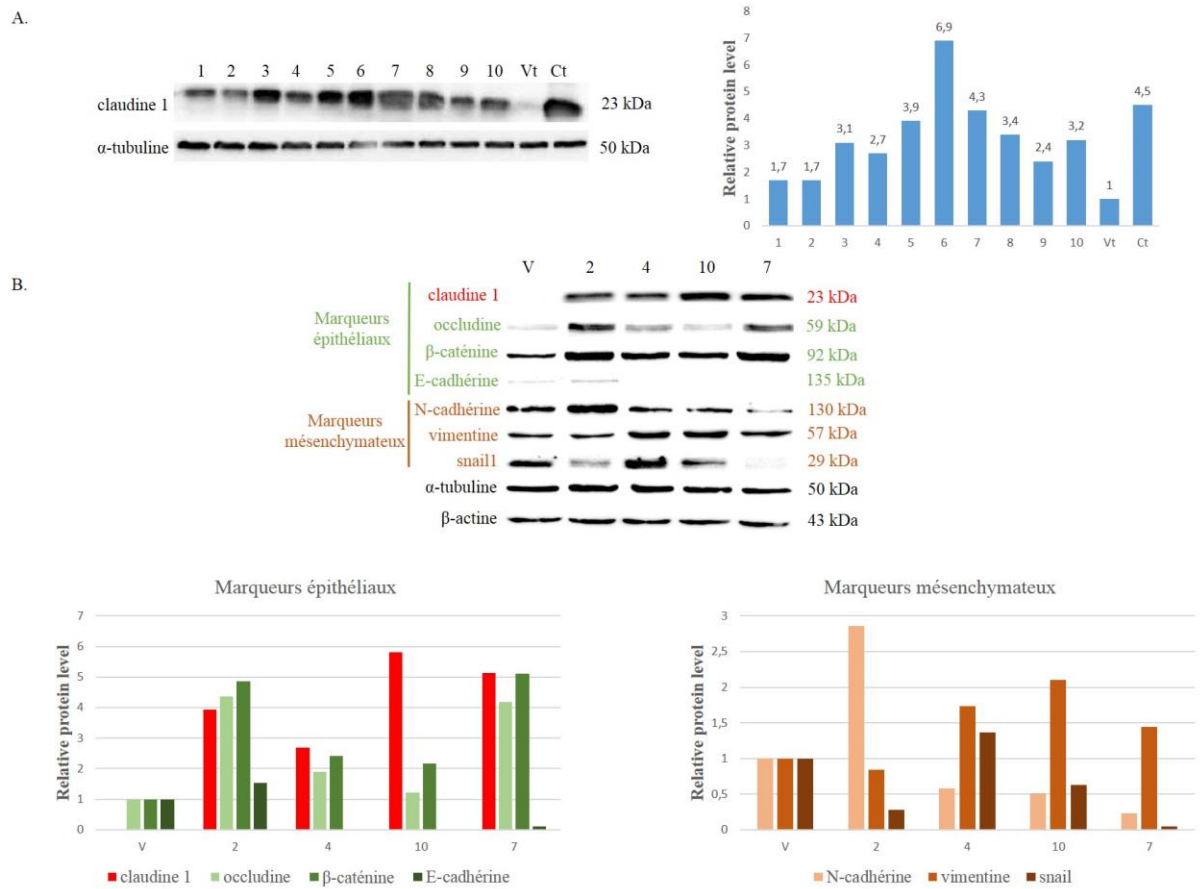 A.
1 2 3 4 5 6 7 8 9 10 Vt Ct
claudine 1 23 kDa
α-tubuline 50 kDa
Relative protein level
8
7
6
5
4
3
2
1
0
1,7 1,7 3,1 2,7 3,9 6,9 4,3 3,4 2,4 3,2 1 4,5
1 2 3 4 5 6 7 8 9 10 Vt Ct
B.
V 2 4 10 7
Marqueurs épithéliaux
claudine 1 23 kDa
occludine 59 kDa
β-caténine 92 kDa
E-cadhérine 135 kDa
Marqueurs mésenchymateux
N-cadhérine 130 kDa
vimentine 57 kDa
snail1 29 kDa
α-tubuline 50 kDa
β-actine 43 kDa
Marqueurs épithéliaux
Relative protein level
7
6
5
4
3
2
1
0
V 2 4 10 7
claudine 1 occludine β-caténine E-cadhérine
Marqueurs mésenchymateux
Relative protein level
3
2,5
2
1,5
1
0,5
0
V 2 4 10 7
N-cadhérine vimentine snail